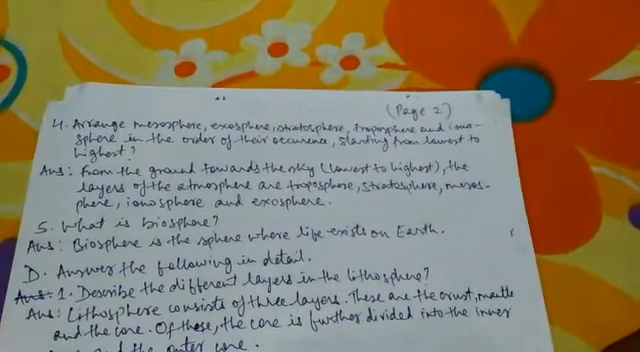 (Page 2)
4. Arrange mesosphere, exosphere, stratosphere, troposphere and iono-
sphere in the order of their occurence, starting from lowest to
highest?
Ans: From the ground towards the sky (lowest to highest), the
layers of the atmosphere are troposphere, stratosphere, mesos-
phere, ionosphere and exosphere.
5. What is biosphere?
Ans: Biosphere is the sphere where life exists on Earth.
D. Answer the following in detail.
Ans: 1. Describe the different layers in the lithosphere?
Ans: Lithosphere consists of three layers. These are the crust, mantle
and the core. Of these, the core is further divided into the inner
and the outer core.